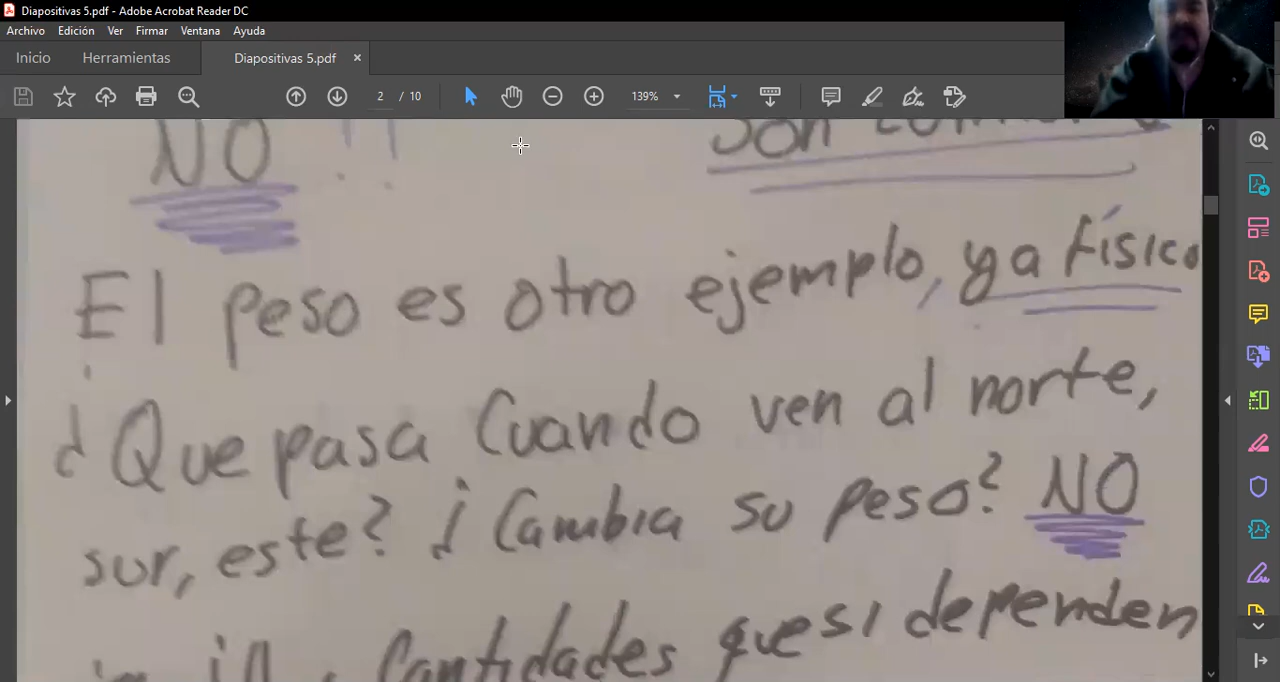 Diapositivas 5.pdf - Adobe Acrobat Reader DC
Archivo Edición Ver Firmar Ventana Ayuda
Inicio Herramientas Diapositivas 5.pdf ×
2 / 10 139%
NO !! Son
El peso es otro ejemplo, ya físico
¿Que pasa Cuando ven al norte,
sur, este? ¿Cambia su peso? NO
Cantidades que si dependen